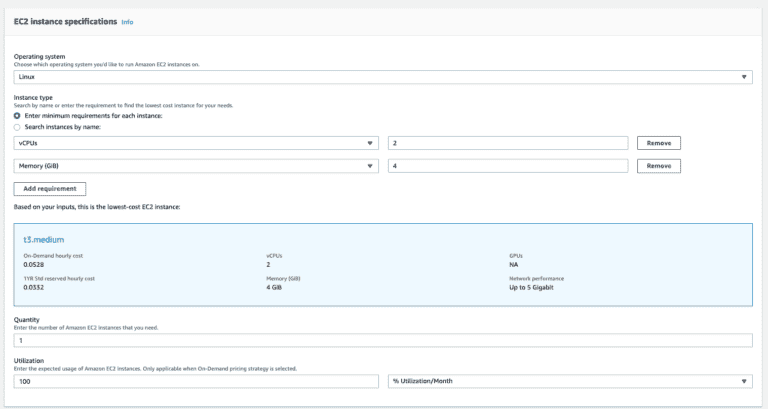 EC2 instance specifications Info
Operating system
Choose which operating system you'd like to run Amazon EC2 instances on.
Linux
Instance type
Search by name or enter the requirement to find the lowest cost instance for your needs.
Enter minimum requirements for each instance:
Search instances by name:
vCPUs 2 Remove
Memory (GiB) 4 Remove
Add requirement
Based on your inputs, this is the lowest-cost EC2 instance:
t3.medium
On-Demand hourly cost vCPUs GPUs
0.0528 2 NA
1YR Std reserved hourly cost Memory (GiB) Network performance
0.0332 4 GiB Up to 5 Gigabit
Quantity
Enter the number of Amazon EC2 Instances that you need.
1
Utilization
Enter the expected usage of Amazon EC2 Instances. Only applicable when On-Demand pricing strategy is selected.
100 % Utilization/Month